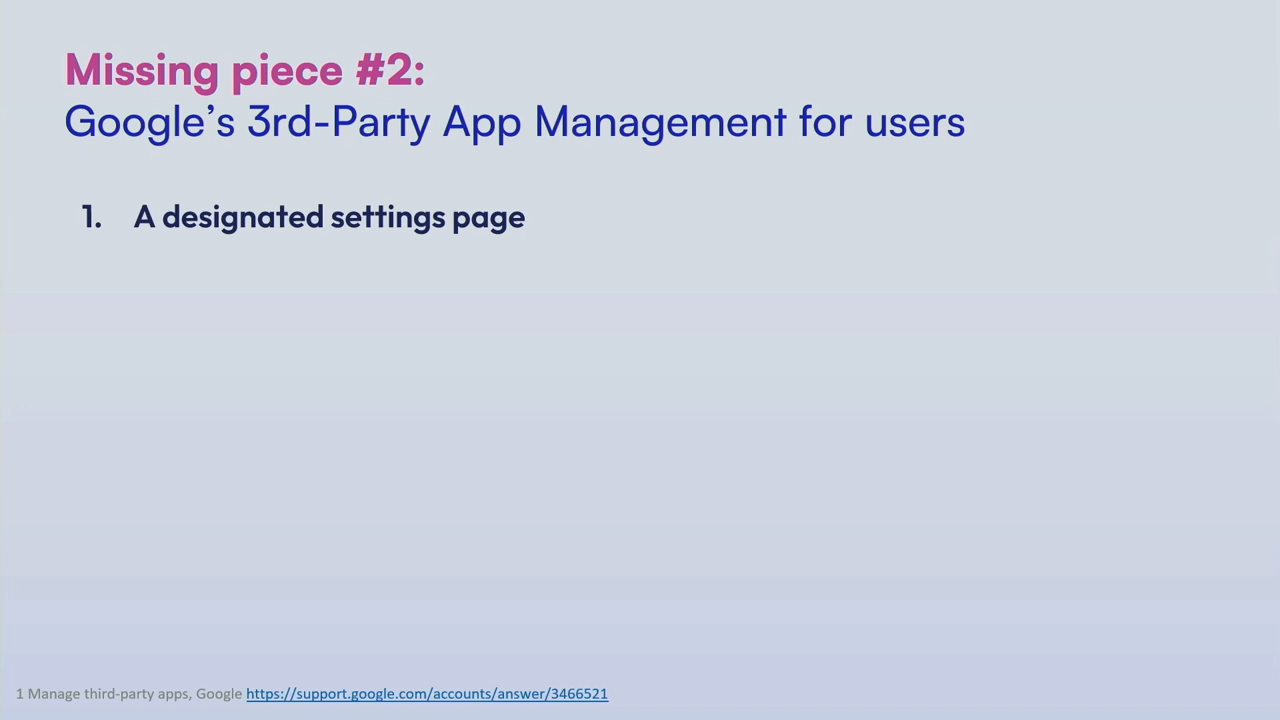 Missing piece #2:
Google's 3rd-Party App Management for users
1. A designated settings page
1 Manage third-party apps, Google https://support.google.com/accounts/answer/3466521